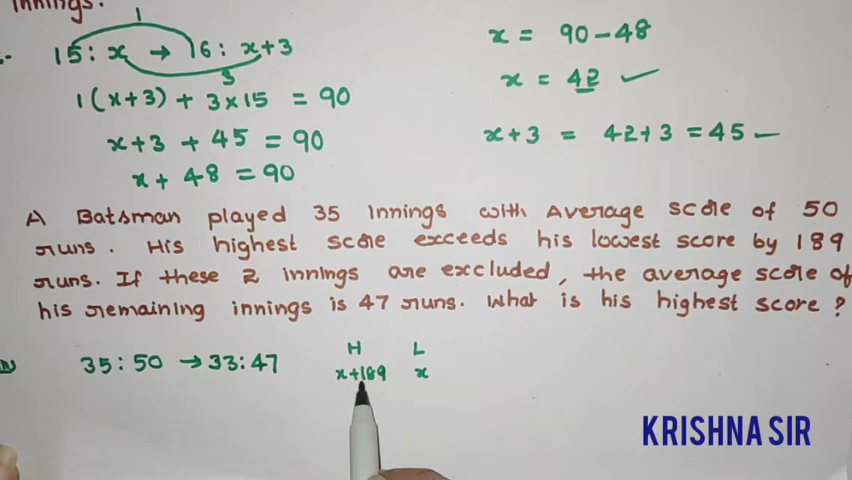 Innings.
1
15 : x → 16 : x+3
3
1(x+3) + 3×15 = 90
x+3 + 45 = 90
x + 48 = 90
x = 90 - 48
x = 42 ✓
x+3 = 42+3 = 45
A Batsman played 35 Innings with Average score of 50
runs. His highest score exceeds his lowest score by 189
runs. If these 2 innings are excluded, the average score of
his remaining innings is 47 runs. What is his highest score?
35 : 50 → 33 : 47
H L
x+189 x
KRISHNA SIR